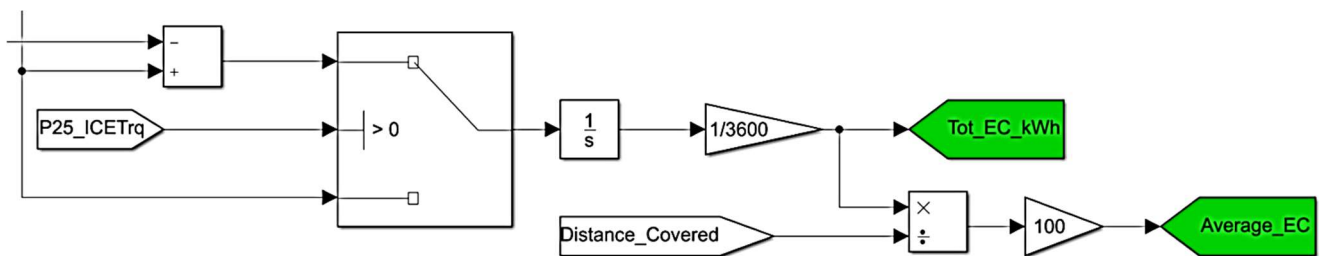 −
+
P25_ICETrq
> 0
1
s
1/3600
Tot_EC_kWh
Distance_Covered
×
÷
100
Average_EC